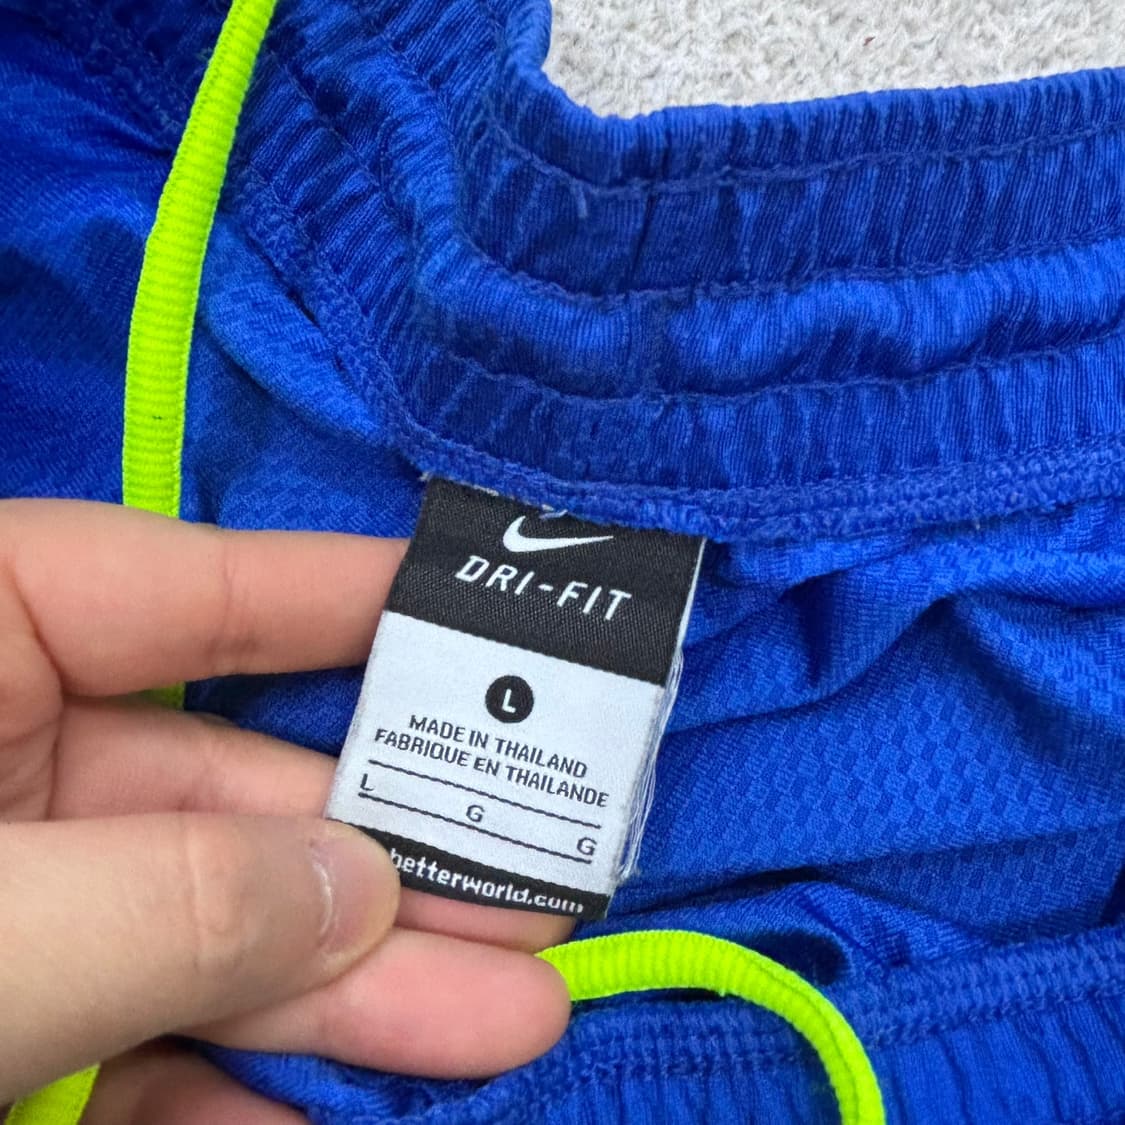 DRI-FIT
L
MADE IN THAILAND
FABRIQUE EN THAILANDE
L G G
betterworld.com